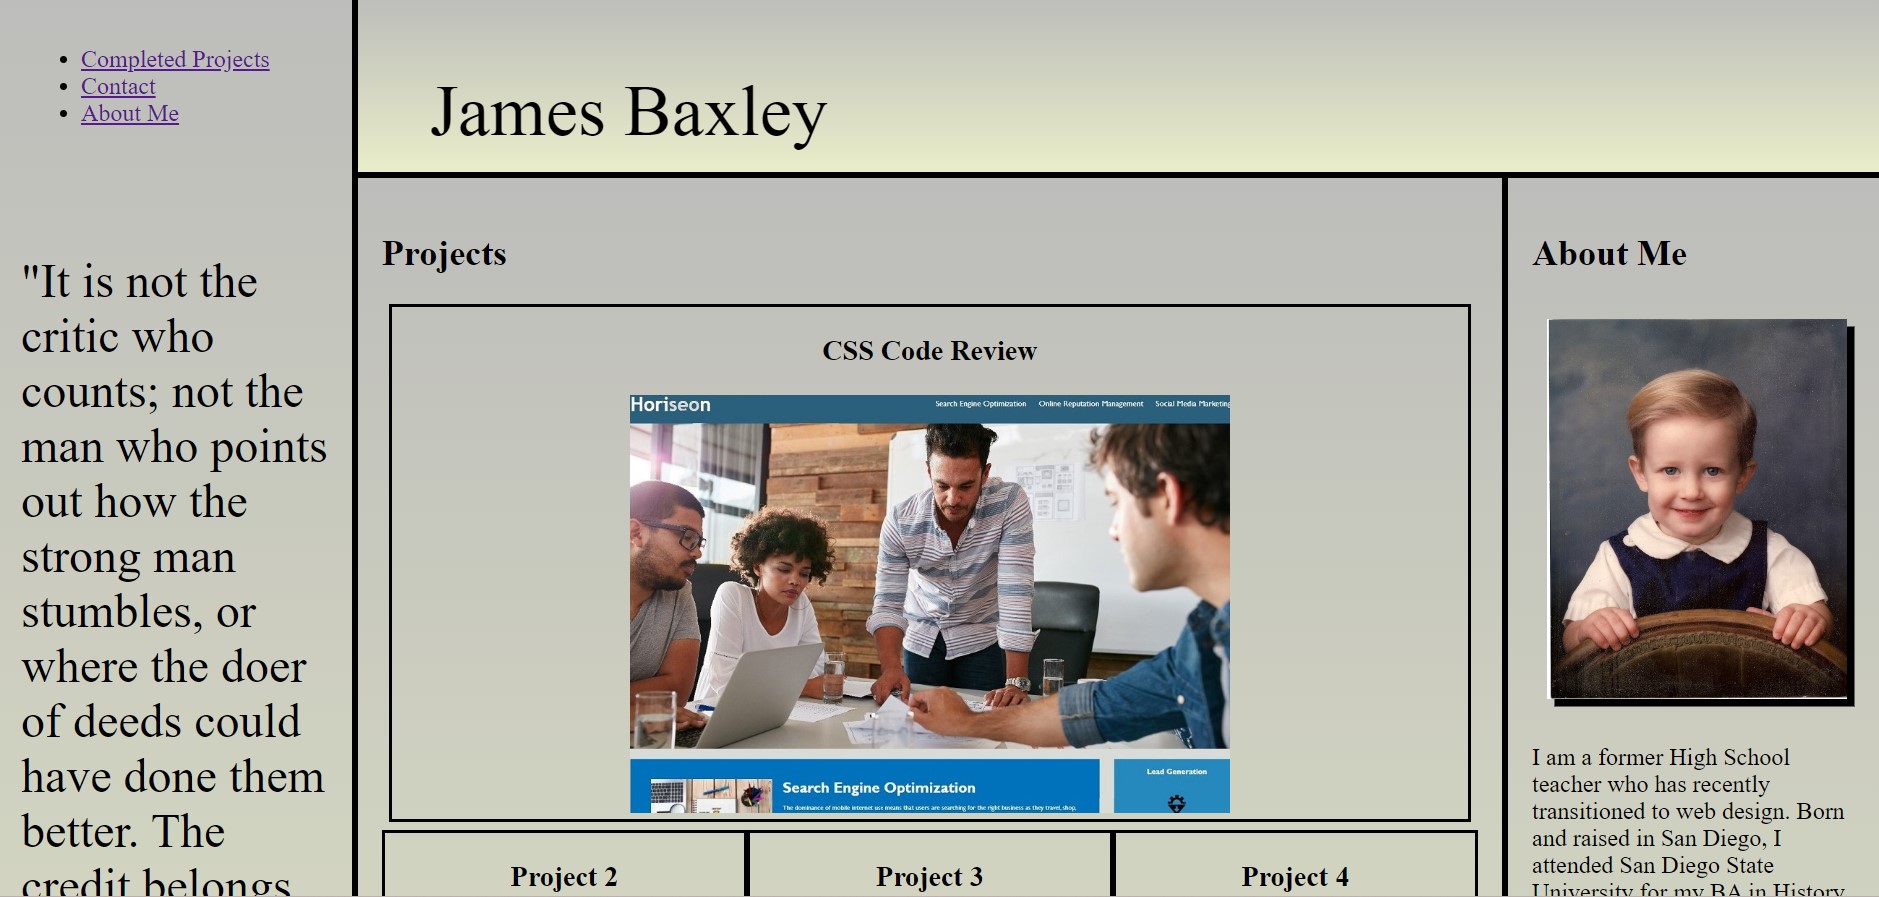 Completed Projects
Contact
About Me
"It is not the
critic who
counts; not the
man who points
out how the
strong man
stumbles, or
where the doer
of deeds could
have done them
better. The
credit belongs
James Baxley
Projects
CSS Code Review
Horiseon
Search Engine Optimization Online Reputation Management Social Media Marketing
Search Engine Optimization
The dominance of mobile internet use means that users are searching for the right business as they travel, shop,
Lead Generation
Project 2
Project 3
Project 4
About Me
I am a former High School
teacher who has recently
transitioned to web design. Born
and raised in San Diego, I
attended San Diego State
University for my BA in History